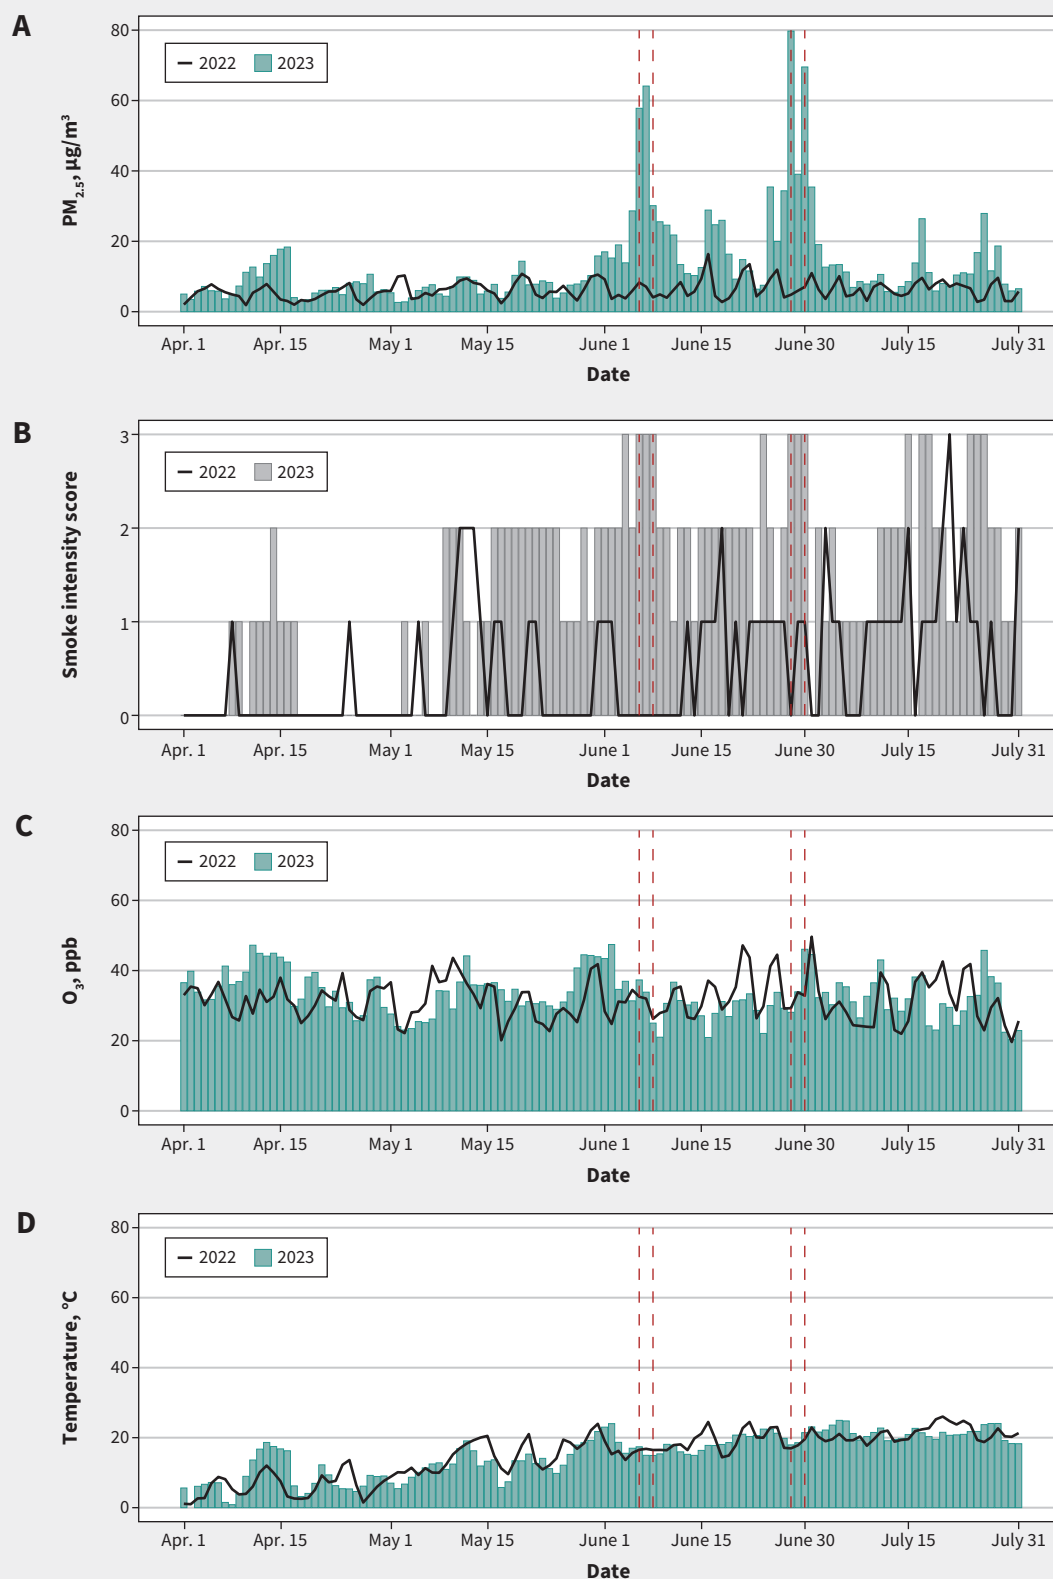 A
80
60
40
20
0
PM2.5, µg/m³
2022 2023
Apr. 1 Apr. 15 May 1 May 15 June 1 June 15 June 30 July 15 July 31
Date
B
3
2
1
0
Smoke intensity score
2022 2023
Apr. 1 Apr. 15 May 1 May 15 June 1 June 15 June 30 July 15 July 31
Date
C
80
60
40
20
0
O3, ppb
2022 2023
Apr. 1 Apr. 15 May 1 May 15 June 1 June 15 June 30 July 15 July 31
Date
D
80
60
40
20
0
Temperature, °C
2022 2023
Apr. 1 Apr. 15 May 1 May 15 June 1 June 15 June 30 July 15 July 31
Date